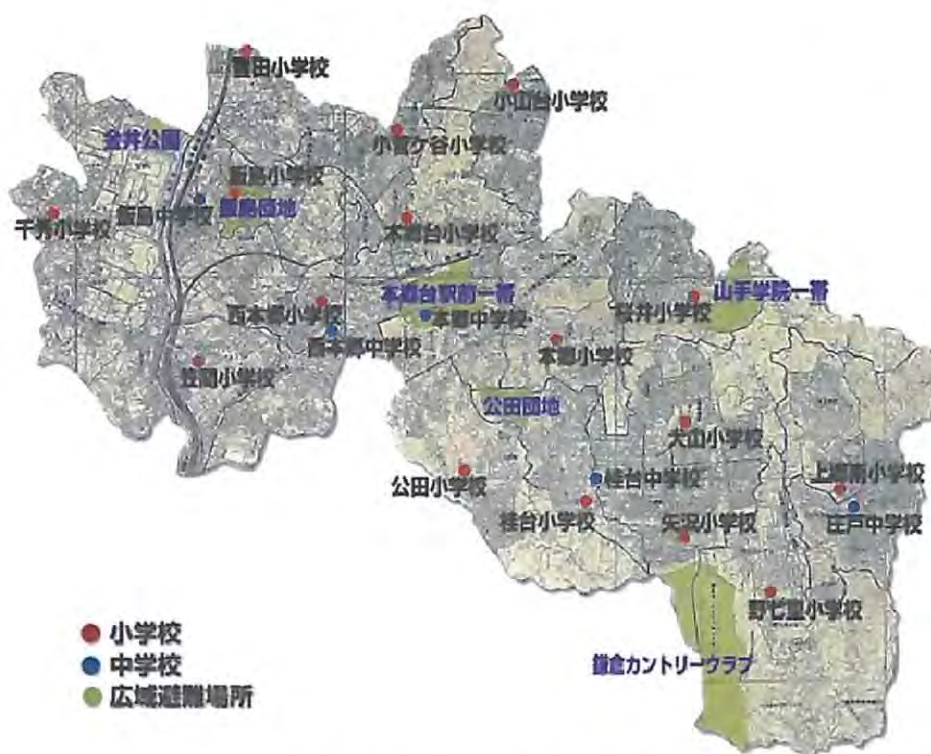 豊田小学校
小山台小学校
金井公園
小菅ケ谷小学校
飯島小学校
千秀小学校
飯島中学校
飯島団地
本郷台小学校
本郷台駅前一帯
山手学院一帯
西本郷小学校
本郷中学校
桜井小学校
西本郷中学校
本郷小学校
笠間小学校
公田団地
大山小学校
公田小学校
桂台中学校
上郷南小学校
桂台小学校
矢沢小学校
庄戸中学校
野七里小学校
小学校
中学校
広域避難場所
鎌倉カントリークラブ